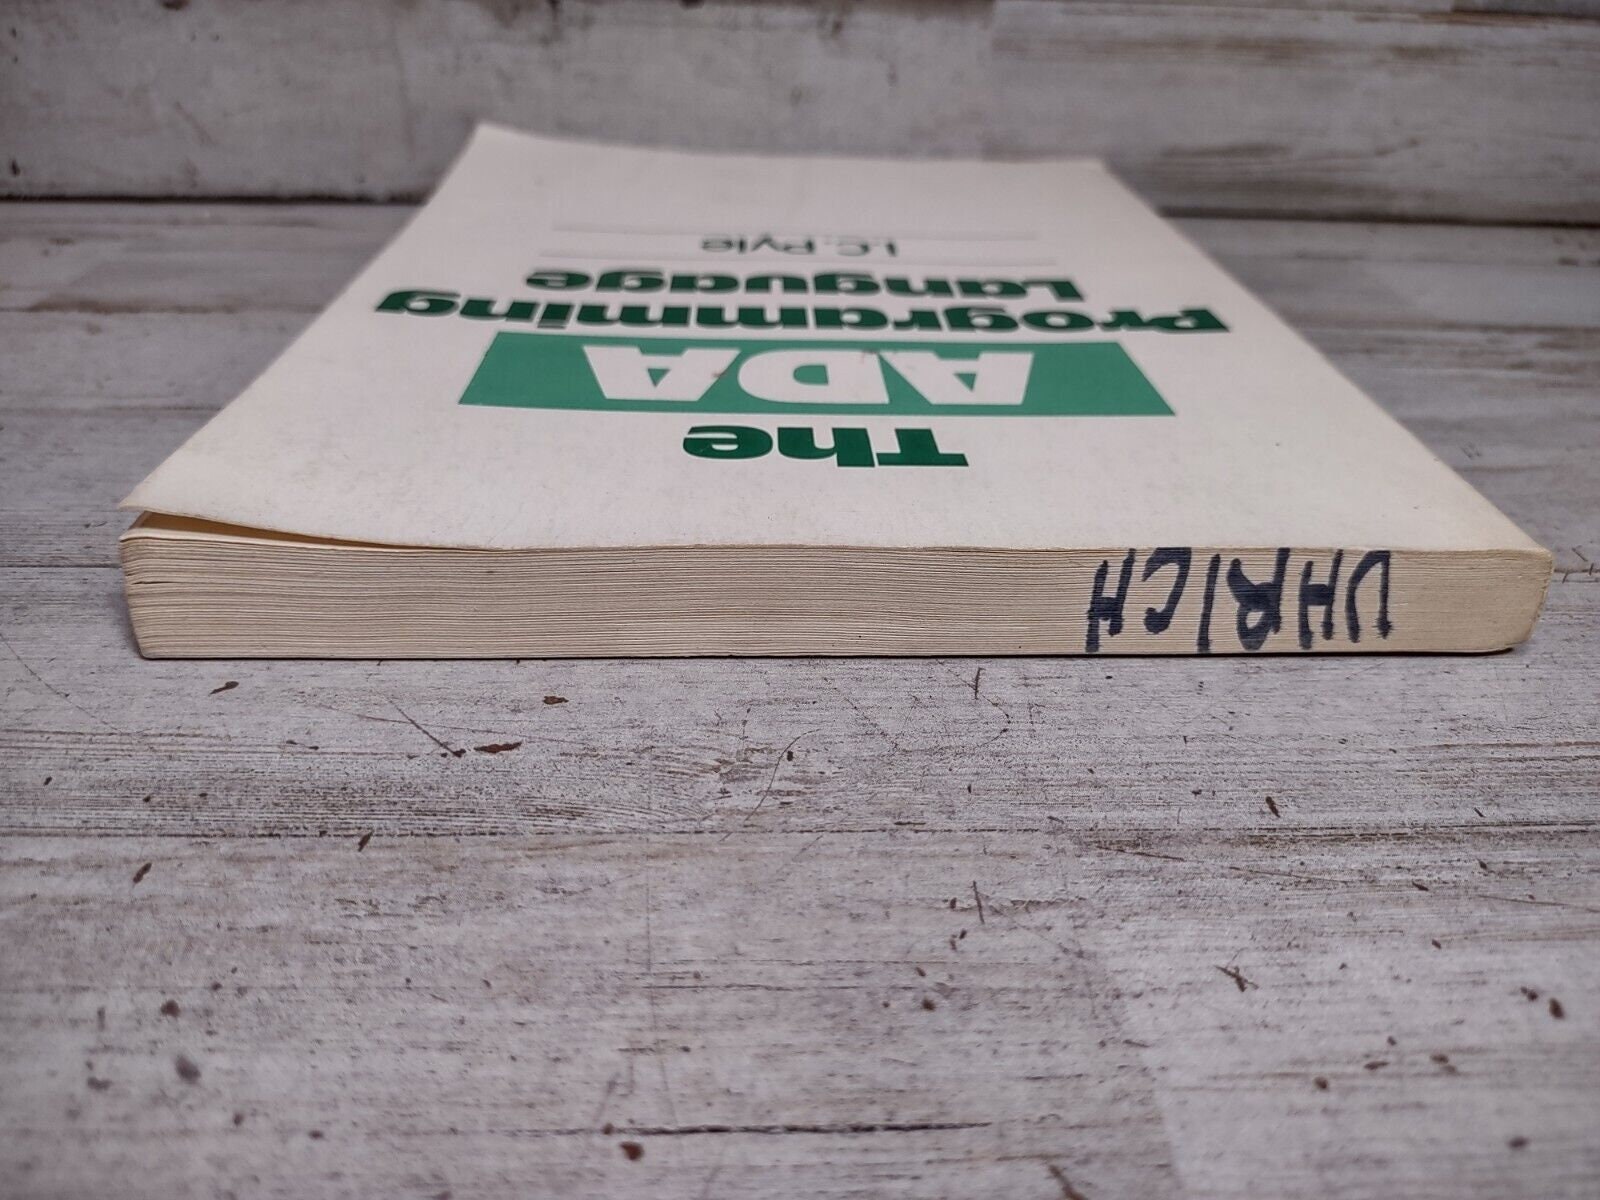 The
ADA
Programming
Language
I.C. Pyle
UHRICH